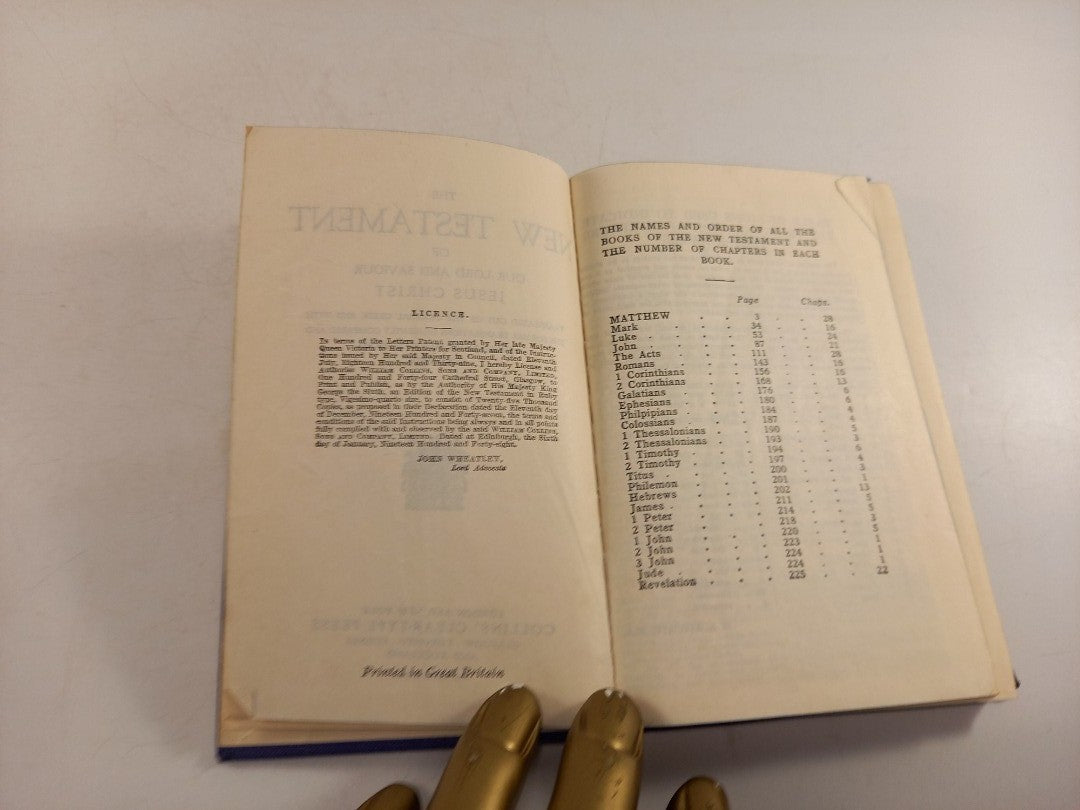 LICENCE.
In terms of the Letters Patent granted by Her late Majesty
Queen Victoria to Her Printers for Scotland, and of the Instruc-
tions issued by Her said Majesty in Council, dated Eleventh
July, Eighteen Hundred and Thirty-nine, I hereby License and
Authorise WILLIAM COLLINS, SONS AND COMPANY, LIMITED,
One Hundred and Forty-four Cathedral Street, Glasgow, to
Print and Publish, as by the Authority of His Majesty King
George the Sixth, an Edition of the New Testament in Ruby
type, Vigesimo-quarto size, to consist of Twenty-five Thousand
Copies, as proposed in their Declaration dated the Eleventh day
of December, Nineteen Hundred and Forty-seven, the terms and
conditions of the said Instructions being always and in all points
fully complied with and observed by the said WILLIAM COLLINS,
SONS AND COMPANY, LIMITED. Dated at Edinburgh, the Sixth
day of January, Nineteen Hundred and Forty-eight.
JOHN WHEATLEY,
Lord Advocate
Printed in Great Britain
THE NAMES AND ORDER OF ALL THE
BOOKS OF THE NEW TESTAMENT AND
THE NUMBER OF CHAPTERS IN EACH
BOOK.
Page Chaps.
MATTHEW 3 28
Mark 34 16
Luke 53 24
John 87 21
The Acts 111 28
Romans 143 16
1 Corinthians 156 16
2 Corinthians 168 13
Galatians 176 6
Ephesians 180 6
Philpipians 184 4
Colossians 187 4
1 Thessalonians 190 5
2 Thessalonians 193 3
1 Timothy 194 6
2 Timothy 197 4
Titus 200 3
Philemon 201 1
Hebrews 202 13
James 211 5
1 Peter 214 5
2 Peter 218 3
1 John 220 5
2 John 223 1
3 John 224 1
Jude 224 1
Revelation 225 22